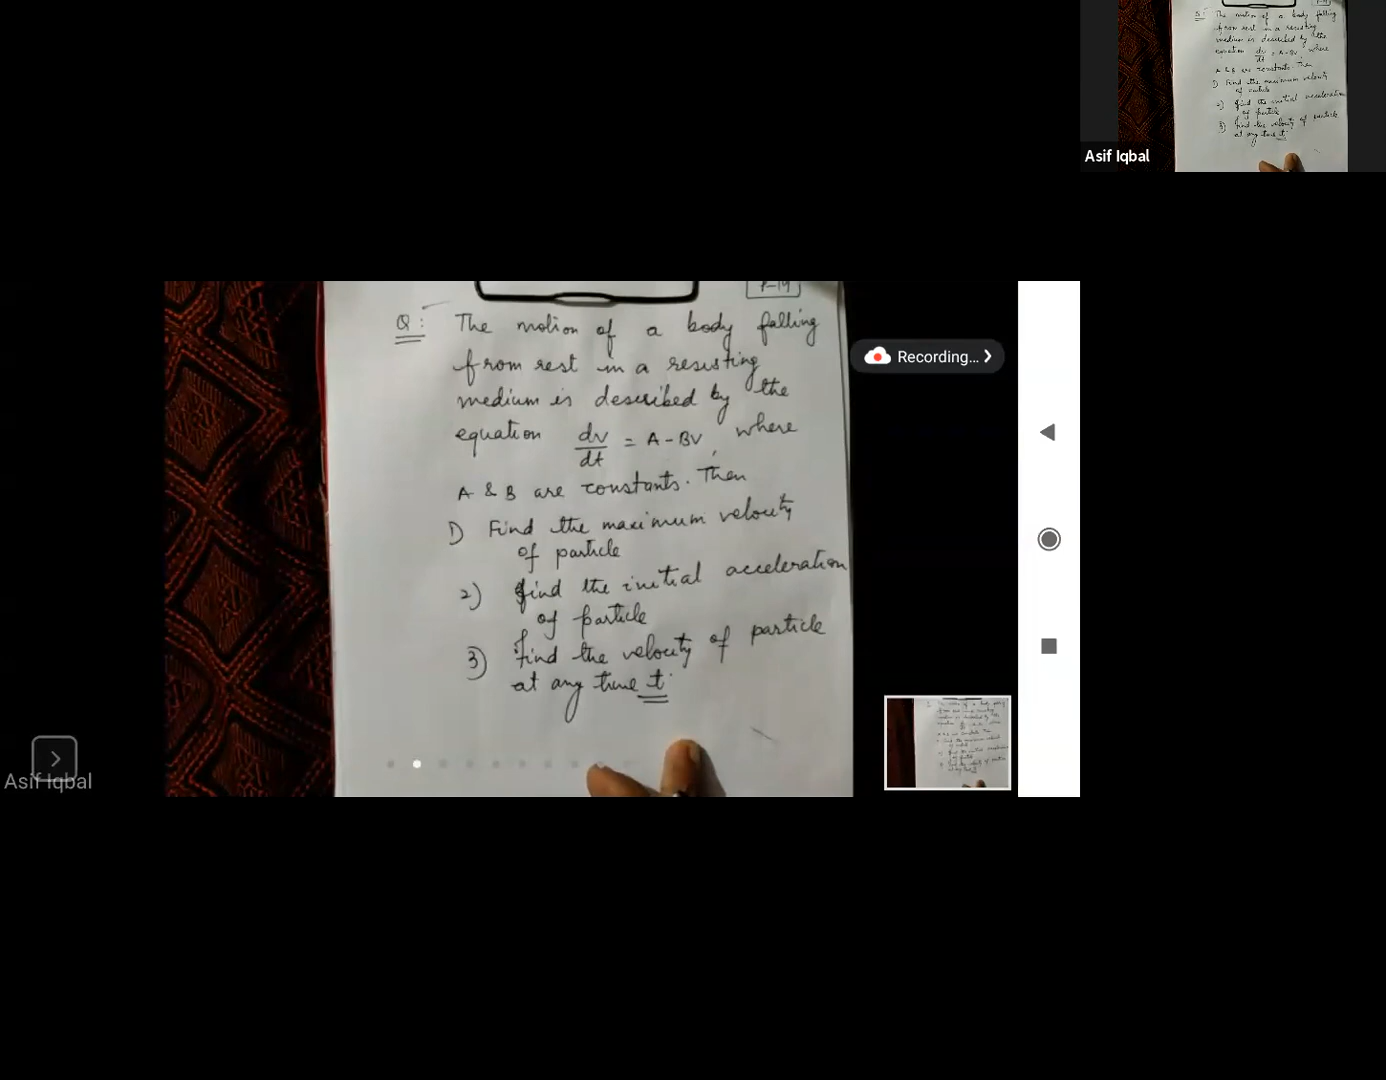 Asif Iqbal
P-14
Q: The motion of a body falling
from rest in a resisting
medium is described by the
equation dv/dt = A - BV, where
A & B are constants. Then
1) Find the maximum velocity
of particle
2) find the initial acceleration
of particle
3) find the velocity of particle
at any time t.
Recording...
Asif Iqbal